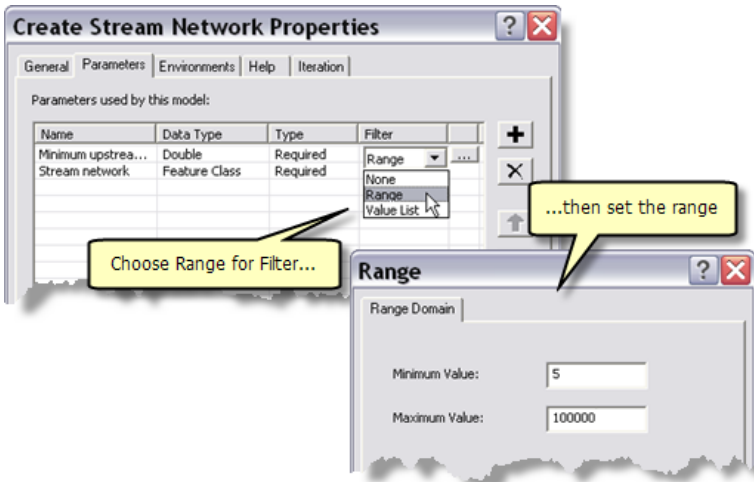 Create Stream Network Properties
General Parameters Environments Help Iteration
Parameters used by this model:
Name Data Type Type Filter
Minimum upstrea... Double Required Range ...
Stream network Feature Class Required
None
Range
Value List
Choose Range for Filter...
...then set the range
Range
Range Domain
Minimum Value: 5
Maximum Value: 100000